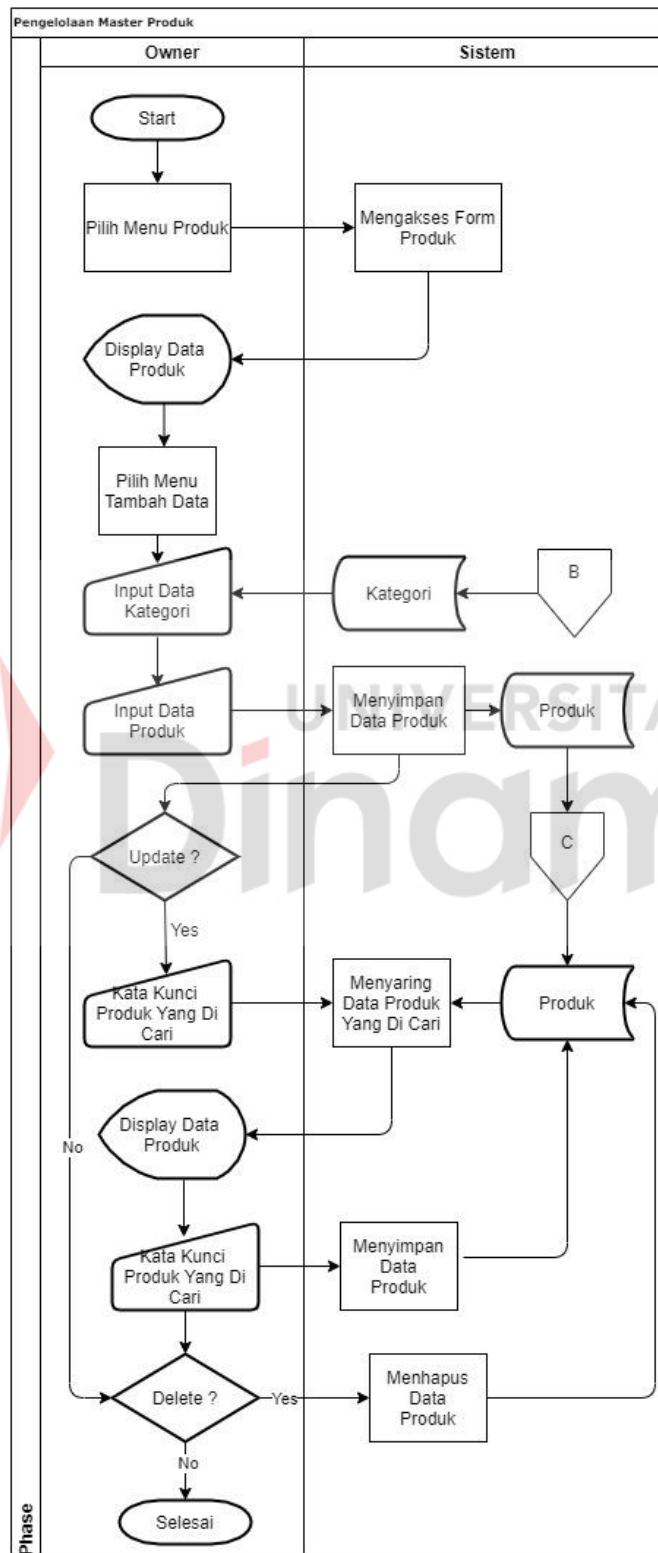 Pengelolaan Master Produk
Owner
Sistem
Start
Pilih Menu Produk
Mengakses Form
Produk
Display Data
Produk
Pilih Menu
Tambah Data
Input Data
Kategori
Kategori
B
Input Data
Produk
Menyimpan
Data Produk
Produk
UNIVERSITA
Dinam
Update ?
C
Yes
Kata Kunci
Produk Yang Di
Cari
Menyaring
Data Produk
Yang Di Cari
Produk
Display Data
Produk
No
Kata Kunci
Produk Yang Di
Cari
Menyimpan
Data
Produk
Delete ?
Yes
Menhapus
Data
Produk
No
Selesai
Phase